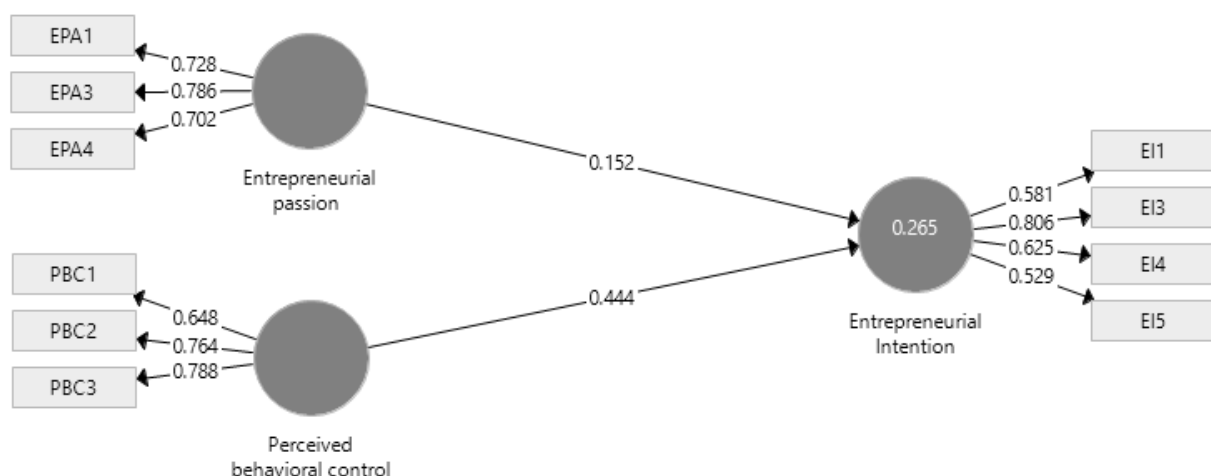 EPA1
0.728
EPA3
0.786
EPA4
0.702
Entrepreneurial
passion
0.152
PBC1
0.648
PBC2
0.764
PBC3
0.788
Perceived
behavioral control
0.444
0.265
Entrepreneurial
Intention
EI1
0.581
EI3
0.806
EI4
0.625
EI5
0.529